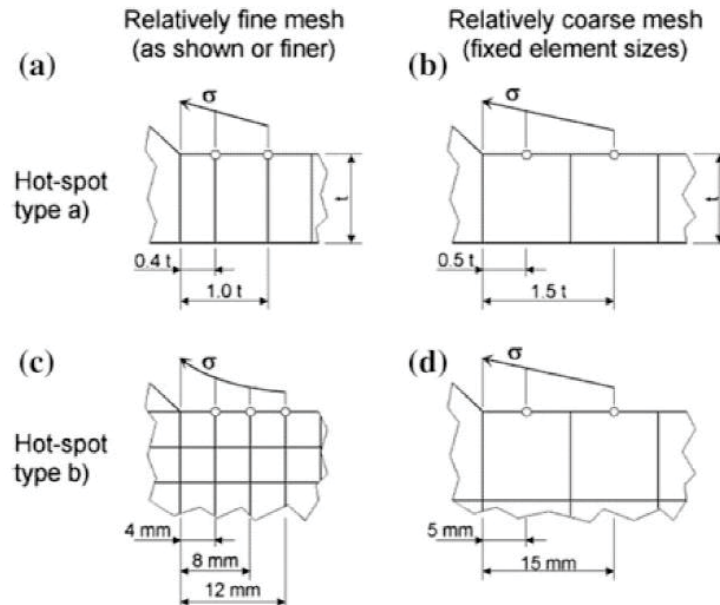 Relatively fine mesh
(as shown or finer)
Relatively coarse mesh
(fixed element sizes)
(a)
(b)
σ
σ
Hot-spot
type a)
t
t
0.4 t
0.5 t
1.0 t
1.5 t
(c)
(d)
σ
σ
Hot-spot
type b)
4 mm
5 mm
8 mm
15 mm
12 mm